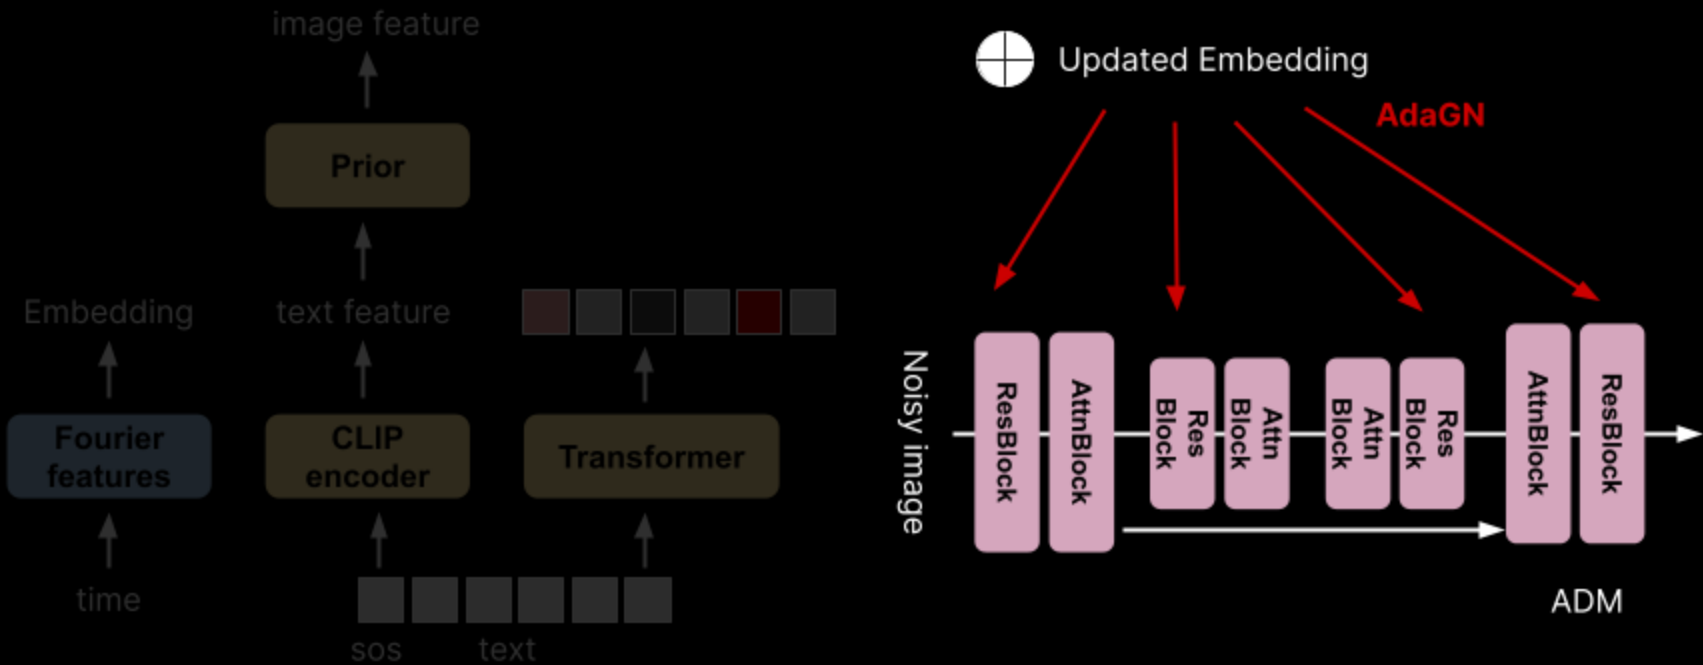 image feature
Prior
Embedding
text feature
Fourier
features
CLIP
encoder
Transformer
time
sos
text
Updated Embedding
AdaGN
Noisy image
ResBlock
AttnBlock
Res
Block
Attn
Block
Attn
Block
Res
Block
AttnBlock
ResBlock
ADM